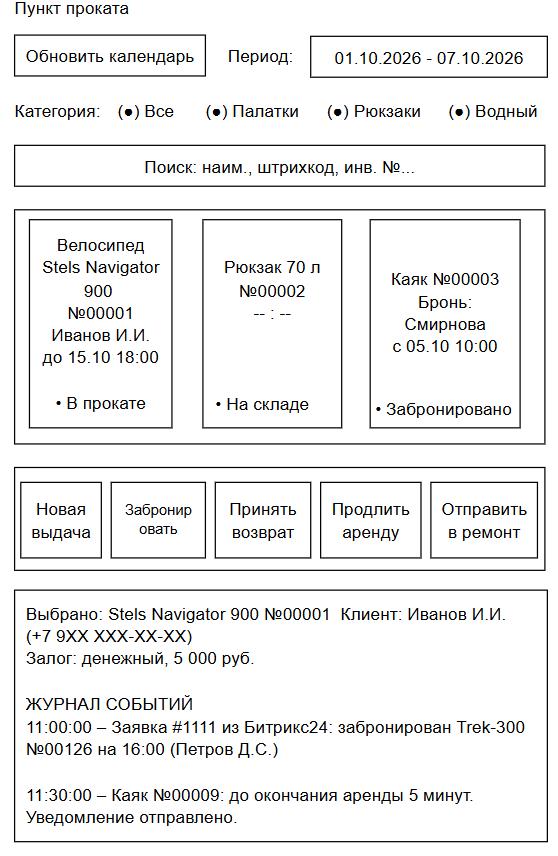 Пункт проката
Обновить календарь Период: 01.10.2026 - 07.10.2026
Категория: (●) Все (●) Палатки (●) Рюкзаки (●) Водный
Поиск: наим., штрихкод, инв. №...
Велосипед
Stels Navigator
900
№00001
Иванов И.И.
до 15.10 18:00
• В прокате
Рюкзак 70 л
№00002
-- : --
• На складе
Каяк №00003
Бронь:
Смирнова
с 05.10 10:00
• Забронировано
Новая
выдача
Заброниr
овать
Принять
возврат
Продлить
аренду
Отправить
в ремонт
Выбрано: Stels Navigator 900 №00001 Клиент: Иванов И.И.
(+7 9XX XXX-XX-XX)
Залог: денежный, 5 000 руб.
ЖУРНАЛ СОБЫТИЙ
11:00:00 – Заявка #1111 из Битрикс24: забронирован Trek-300
№00126 на 16:00 (Петров Д.С.)
11:30:00 – Каяк №00009: до окончания аренды 5 минут.
Уведомление отправлено.